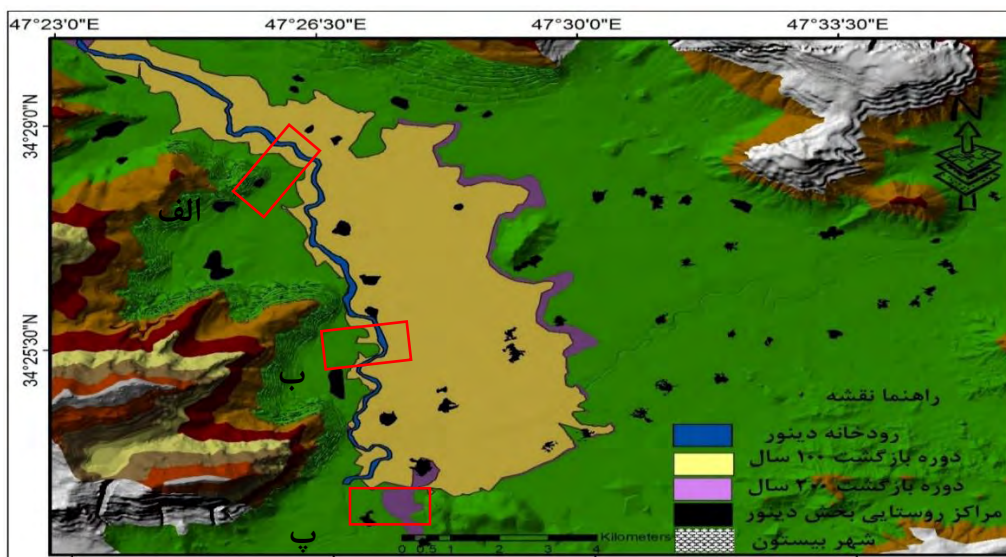 47°23'0"E 47°26'30"E 47°30'0"E 47°33'30"E
34°29'0"N
34°25'30"N
N
الف
ب
پ
راهنما نقشه
رودخانه دینور
دوره بازگشت ۱۰۰ سال
دوره بازگشت ۲۰۰ سال
مراکز روستایی بخش دینور
شهر بیستون
Kilometers
0 0.5 1 2 3 4